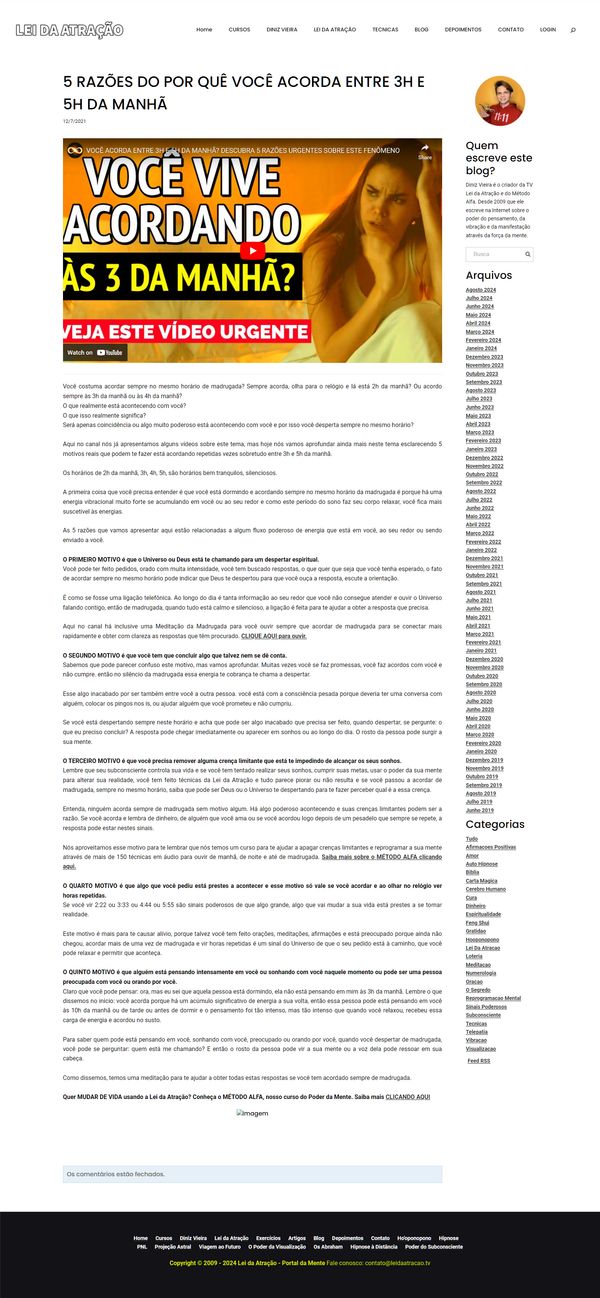 LEI DA ATRAÇÃO
Home CURSOS DINIZ VIEIRA LEI DA ATRAÇÃO TECNICAS BLOG DEPOIMENTOS CONTATO LOGIN
5 RAZÕES DO POR QUÊ VOCÊ ACORDA ENTRE 3H E
5H DA MANHÃ
12/7/2021
VOCÊ ACORDA ENTRE 3H E 5H DA MANHÃ? DESCUBRA 5 RAZÕES URGENTES SOBRE ESTE FENÔMENO
Share
VOCÊ VIVE
ACORDANDO
ÀS 3 DA MANHÃ?
VEJA ESTE VÍDEO URGENTE
Watch on YouTube
Você costuma acordar sempre no mesmo horário de madrugada? Sempre acorda, olha para o relógio e lá está 2h da manhã? Ou acordo
sempre às 3h da manhã ou às 4h da manhã?
O que realmente está acontecendo com você?
O que isso realmente significa?
Será apenas coincidência ou algo muito poderoso está acontecendo com você e por isso você desperta sempre no mesmo horário?
Aqui no canal nós já apresentamos alguns vídeos sobre este tema, mas hoje nós vamos aprofundar ainda mais neste tema esclarecendo 5
motivos reais que podem te fazer está acordando repetidas vezes sobretudo entre 3h e 5h da manhã.
Os horários de 2h da manhã, 3h, 4h, 5h, são horários bem tranquilos, silenciosos.
A primeira coisa que você precisa entender é que você está dormindo e acordando sempre no mesmo horário da madrugada é porque há uma
energia vibracional muito forte se acumulando em você ou ao seu redor e como este período do sono faz seu corpo relaxar, você fica mais
suscetível às energias.
As 5 razões que vamos apresentar aqui estão relacionadas a algum fluxo poderoso de energia que está em você, ao seu redor ou sendo
enviado a você.
O PRIMEIRO MOTIVO é que o Universo ou Deus está te chamando para um despertar espiritual.
Você pode ter feito pedidos, orado com muita intensidade, você tem buscado respostas, o que quer que seja que você tenha esperado, o fato
de acordar sempre no mesmo horário pode indicar que Deus te despertou para que você ouça a resposta, escute a orientação.
É como se fosse uma ligação telefônica. Ao longo do dia é tanta informação ao seu redor que você não consegue atender e ouvir o Universo
falando contigo, então de madrugada, quando tudo está calmo e silencioso, a ligação é feita para te ajudar a obter a resposta que precisa.
Aqui no canal há inclusive uma Meditação da Madrugada para você ouvir sempre que acordar de madrugada para se conectar mais
rapidamente e obter com clareza as respostas que têm procurado. CLIQUE AQUI para ouvir.
O SEGUNDO MOTIVO é que você tem que concluir algo que talvez nem se dê conta.
Sabemos que pode parecer confuso este motivo, mas vamos aprofundar. Muitas vezes você se faz promessas, você faz acordos com você e
não cumpre. então no silêncio da madrugada essa energia te cobrança te chama a despertar.
Esse algo inacabado por ser também entre você a outra pessoa. você está com a consciência pesada porque deveria ter uma conversa com
alguém, colocar os pingos nos is, ou ajudar alguém que você prometeu e não cumpriu.
Se você está despertando sempre neste horário e acha que pode ser algo inacabado que precisa ser feito, quando despertar, se pergunte: o
que eu preciso concluir? A resposta pode chegar imediatamente ou aparecer em sonhos ou ao longo do dia. O rosto da pessoa pode surgir a
sua mente.
O TERCEIRO MOTIVO é que você precisa remover alguma crença limitante que está te impedindo de alcançar os seus sonhos.
Lembre que seu subconsciente controla sua vida e se você tem tentado realizar seus sonhos, cumprir suas metas, usar o poder da sua mente
para alterar sua realidade, você tem feito técnicas da Lei da Atração e tudo parece piorar ou não resulta e se você passou a acordar de
madrugada, sempre no mesmo horário, saiba que pode ser Deus ou o Universo te despertando para te fazer perceber qual é a essa crença.
Entenda, ninguém acorda sempre de madrugada sem motivo algum. Há algo poderoso acontecendo e suas crenças limitantes podem ser a
razão. Se você acorda e lembra de dinheiro, de alguém que você ama ou se você acordou logo depois de um pesadelo que sempre se repete, a
resposta pode estar nestes sinais.
Nós aproveitamos esse motivo para te lembrar que nós temos um curso para te ajudar a apagar crenças limitantes e reprogramar a sua mente
através de mais de 150 técnicas em áudio para ouvir de manhã, de noite e até de madrugada. Saiba mais sobre o MÉTODO ALFA clicando
aqui.
O QUARTO MOTIVO é que algo que você pediu está prestes a acontecer e esse motivo só vale se você acordar e ao olhar no relógio ver
horas repetidas.
Se você vir 2:22 ou 3:33 ou 4:44 ou 5:55 são sinais poderosos de que algo grande, algo que vai mudar a sua vida está prestes a se tornar
realidade.
Este motivo é mais para te causar alívio, porque talvez você tem feito orações, meditações, afirmações e está preocupado porque ainda não
chegou, acordar mais de uma vez de madrugada e vir horas repetidas é um sinal do Universo de que o seu pedido está à caminho, que você
pode relaxar e permitir que aconteça.
O QUINTO MOTIVO é que alguém está pensando intensamente em você ou sonhando com você naquele momento ou pode ser uma pessoa
preocupada com você ou orando por você.
Claro que você pode pensar: ora, mas eu sei que aquela pessoa está dormindo, ela não está pensando em mim às 3h da manhã. Lembre o que
dissemos no início: você acorda porque há um acúmulo significativo de energia a sua volta, então essa pessoa pode está pensando em você
às 10h da manhã ou de tarde ou antes de dormir e o pensamento foi tão intenso, mas tão intenso que quando você relaxou, recebeu essa
carga de energia e acordou no susto.
Para saber quem pode está pensando em você, sonhando com você, preocupado ou orando por você, quando você despertar de madrugada,
você pode se perguntar: quem está me chamando? E então o rosto da pessoa pode vir a sua mente ou a voz dela pode ressoar em sua
cabeça.
Como dissemos, temos uma meditação para te ajudar a obter todas estas respostas se você tem acordado sempre de madrugada.
Quer MUDAR DE VIDA usando a Lei da Atração? Conheça o MÉTODO ALFA, nosso curso do Poder da Mente. Saiba mais CLICANDO AQUI
Imagem
Os comentários estão fechados.
11:11
Quem
escreve este
blog?
Diniz Vieira é o criador da TV
Lei da Atração e do Método
Alfa. Desde 2009 que ele
escreve na Internet sobre o
poder do pensamento, da
vibração e da manifestação
através da força da mente.
Busca
Arquivos
Agosto 2024
Julho 2024
Junho 2024
Maio 2024
Abril 2024
Março 2024
Fevereiro 2024
Janeiro 2024
Dezembro 2023
Novembro 2023
Outubro 2023
Setembro 2023
Agosto 2023
Julho 2023
Junho 2023
Maio 2023
Abril 2023
Março 2023
Fevereiro 2023
Janeiro 2023
Dezembro 2022
Novembro 2022
Outubro 2022
Setembro 2022
Agosto 2022
Julho 2022
Junho 2022
Maio 2022
Abril 2022
Março 2022
Fevereiro 2022
Janeiro 2022
Dezembro 2021
Novembro 2021
Outubro 2021
Setembro 2021
Agosto 2021
Julho 2021
Junho 2021
Maio 2021
Abril 2021
Março 2021
Fevereiro 2021
Janeiro 2021
Dezembro 2020
Novembro 2020
Outubro 2020
Setembro 2020
Agosto 2020
Julho 2020
Junho 2020
Maio 2020
Abril 2020
Março 2020
Fevereiro 2020
Janeiro 2020
Dezembro 2019
Novembro 2019
Outubro 2019
Setembro 2019
Agosto 2019
Julho 2019
Junho 2019
Categorias
Tudo
Afirmacoes Positivas
Amor
Auto Hipnose
Biblia
Carta Magica
Cerebro Humano
Cura
Dinheiro
Espiritualidade
Feng Shui
Gratidao
Hooponopono
Lei Da Atracao
Loteria
Meditacao
Numerologia
Oracao
O Segredo
Reprogramacao Mental
Sinais Poderosos
Subconsciente
Tecnicas
Telepatia
Vibracao
Visualizacao
Feed RSS
Home Cursos Diniz Vieira Lei da Atração Exercícios Artigos Blog Depoimentos Contato Ho'oponopono Hipnose
PNL Projeção Astral Viagem ao Futuro O Poder da Visualização Os Abraham Hipnose à Distância Poder do Subconsciente
Copyright © 2009 - 2024 Lei da Atração - Portal da Mente Fale conosco: contato@leidaatracao.tv